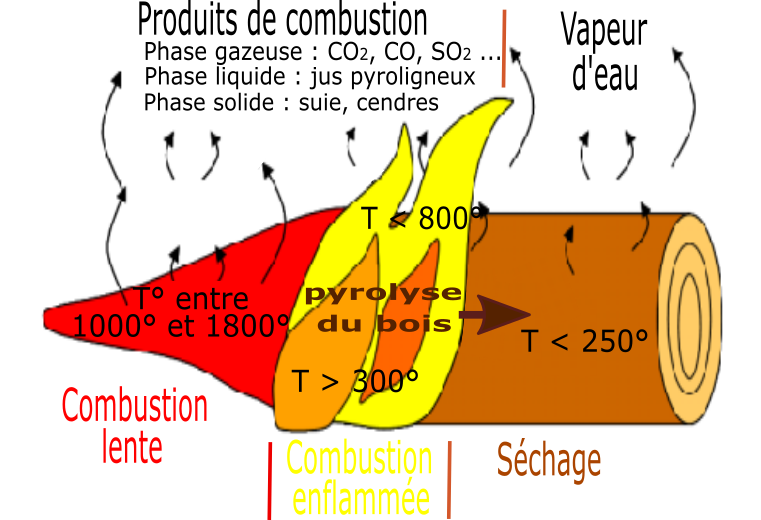 Produits de combustion
Phase gazeuse : CO₂, CO, SO₂ ...
Phase liquide : jus pyroligneux
Phase solide : suie, cendres
Vapeur
d'eau
T < 800°
T° entre
1000° et 1800°
pyrolyse
du bois
T < 250°
T > 300°
Combustion
lente
Combustion
enflammée
Séchage